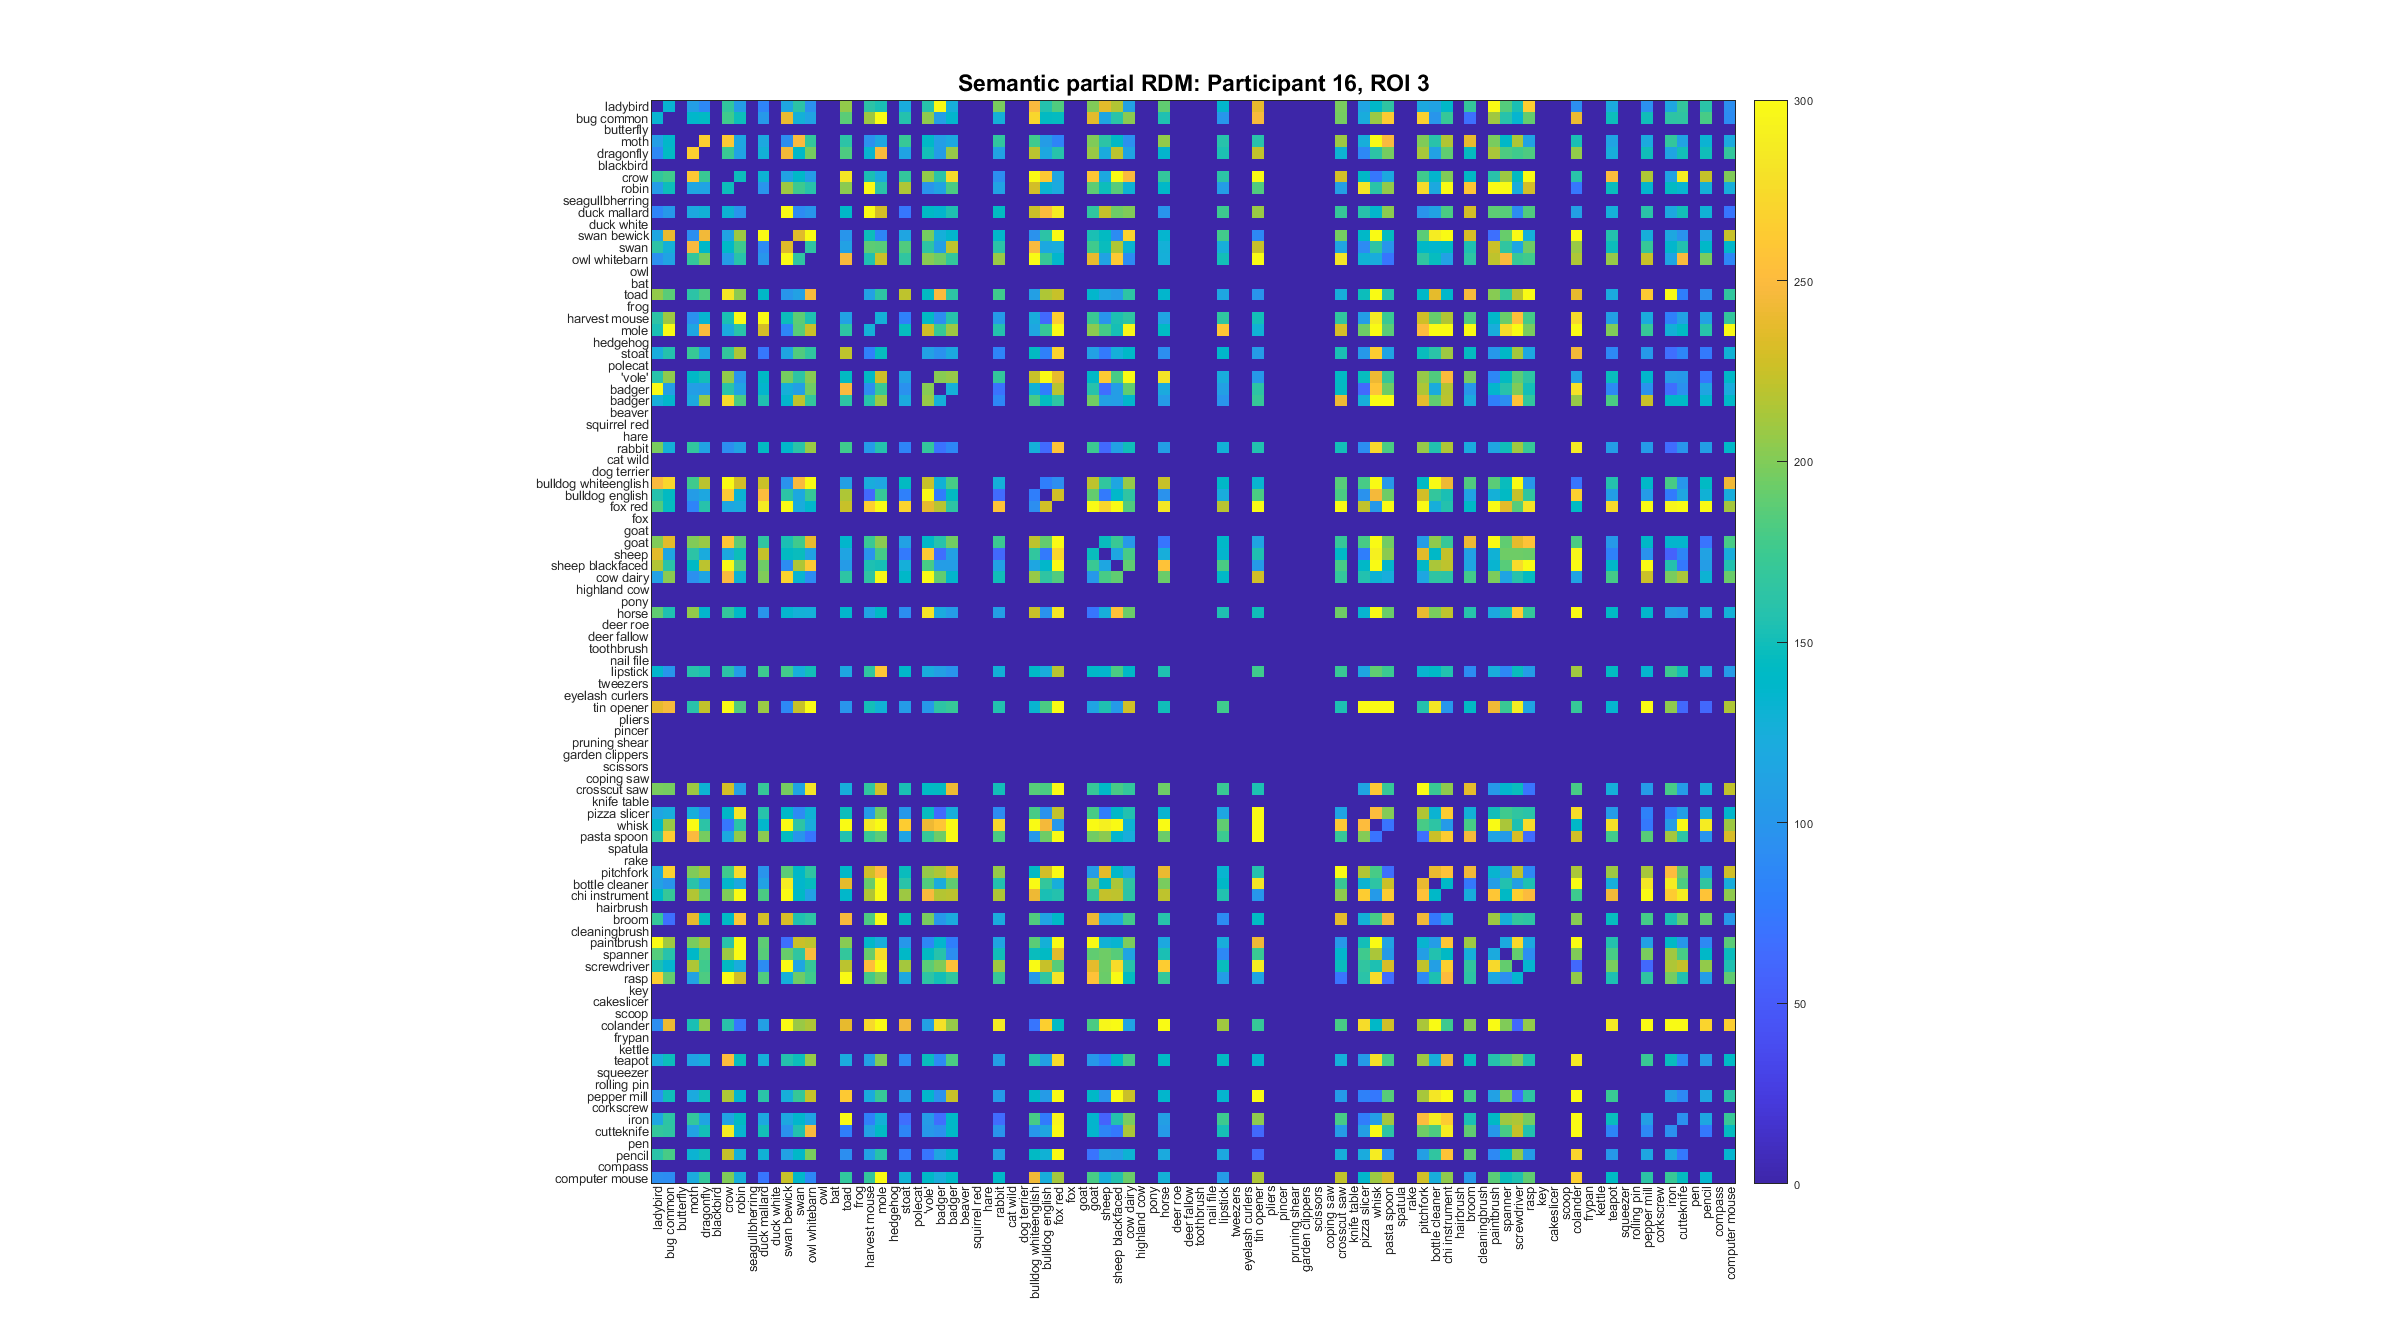 Semantic partial RDM: Participant 16, ROI 3
ladybird
bug common
butterfly
moth
dragonfly
blackbird
crow
robin
seagullbherring
duck mallard
duck white
swan bewick
swan
owl whitebarn
owl
bat
toad
frog
harvest mouse
mole
hedgehog
stoat
polecat
'vole'
badger
badger
beaver
squirrel red
hare
rabbit
cat wild
dog terrier
bulldog whiteenglish
bulldog english
fox red
fox
goat
goat
sheep
sheep blackfaced
cow dairy
highland cow
pony
horse
deer roe
deer fallow
toothbrush
nail file
lipstick
tweezers
eyelash curlers
tin opener
pliers
pincer
pruning shear
garden clippers
scissors
coping saw
crosscut saw
knife table
pizza slicer
whisk
pasta spoon
spatula
rake
pitchfork
bottle cleaner
chi instrument
hairbrush
broom
cleaningbrush
paintbrush
spanner
screwdriver
rasp
key
cakeslicer
scoop
colander
frypan
kettle
teapot
squeezer
rolling pin
pepper mill
corkscrew
iron
cutteknife
pen
pencil
compass
computer mouse
ladybird
bug common
butterfly
moth
dragonfly
blackbird
crow
robin
seagullbherring
duck mallard
duck white
swan bewick
swan
owl whitebarn
owl
bat
toad
frog
harvest mouse
mole
hedgehog
stoat
polecat
'vole'
badger
badger
beaver
squirrel red
hare
rabbit
cat wild
dog terrier
bulldog whiteenglish
bulldog english
fox red
fox
goat
goat
sheep
sheep blackfaced
cow dairy
highland cow
pony
horse
deer roe
deer fallow
toothbrush
nail file
lipstick
tweezers
eyelash curlers
tin opener
pliers
pincer
pruning shear
garden clippers
scissors
coping saw
crosscut saw
knife table
pizza slicer
whisk
pasta spoon
spatula
rake
pitchfork
bottle cleaner
chi instrument
hairbrush
broom
cleaningbrush
paintbrush
spanner
screwdriver
rasp
key
cakeslicer
scoop
colander
frypan
kettle
teapot
squeezer
rolling pin
pepper mill
corkscrew
iron
cutteknife
pen
pencil
compass
computer mouse
300
250
200
150
100
50
0